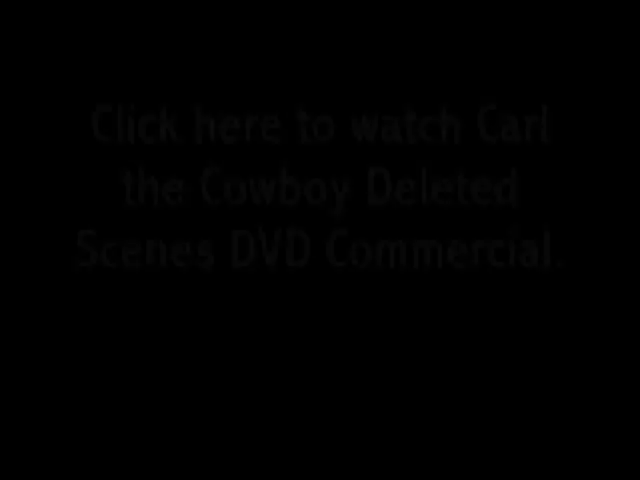 Click here to watch Carl
the Cowboy Deleted
Scenes DVD Commercial.